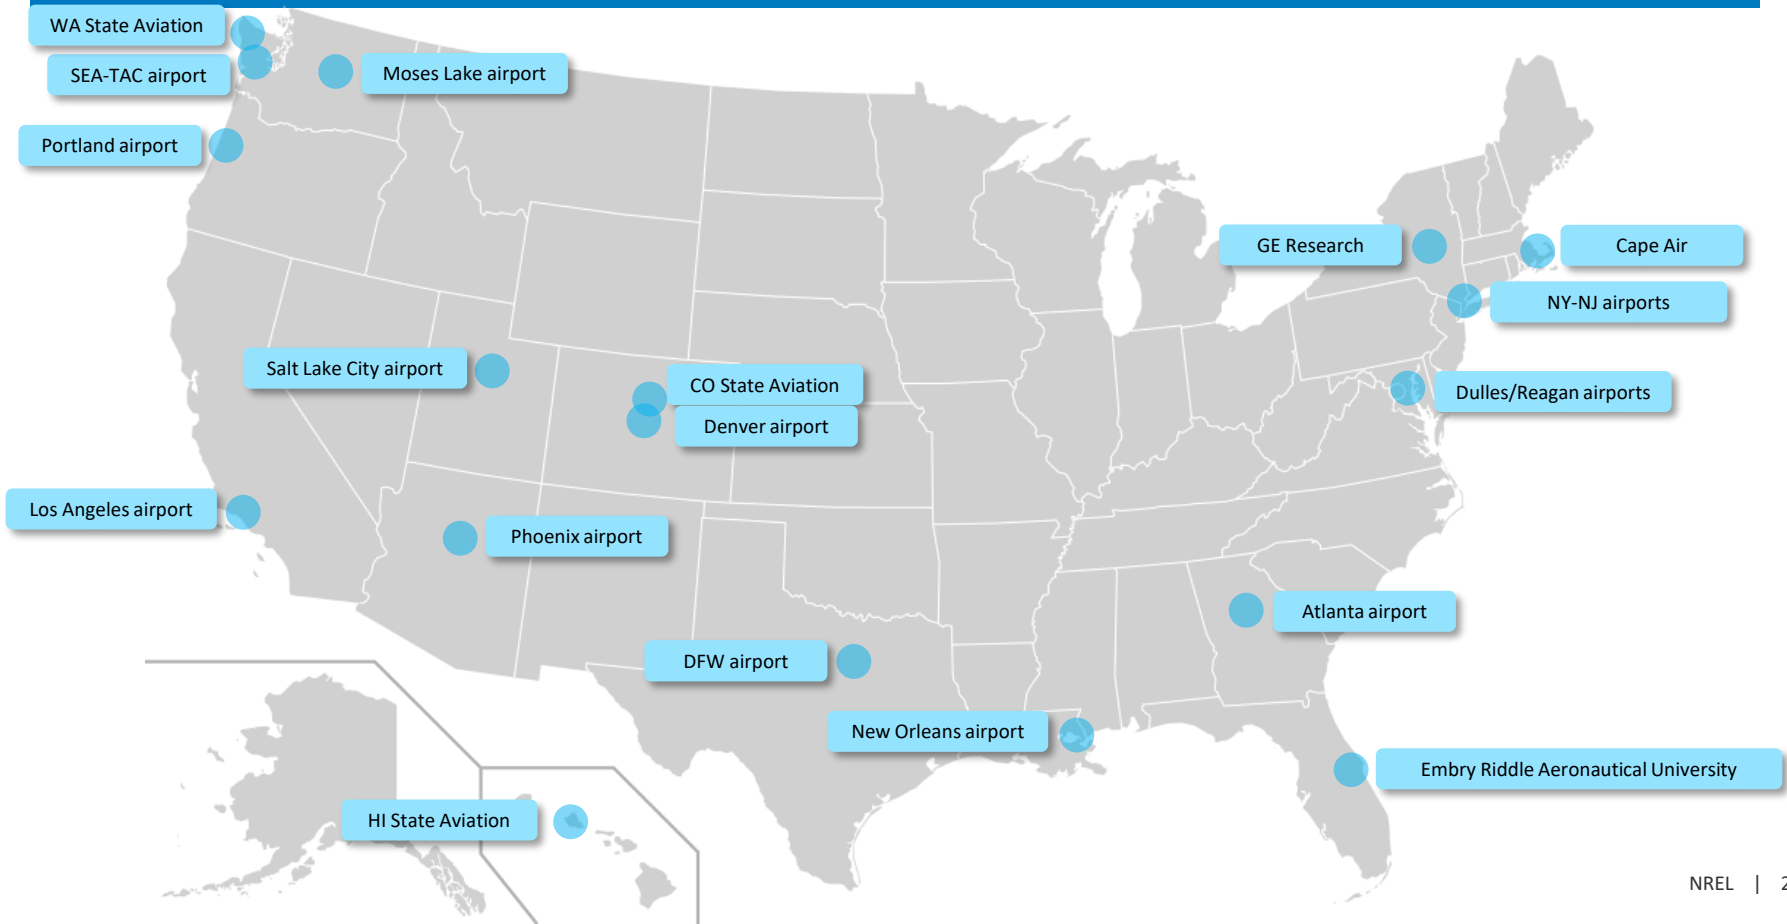 WA State Aviation
SEA-TAC airport
Moses Lake airport
Portland airport
GE Research
Cape Air
NY-NJ airports
Salt Lake City airport
CO State Aviation
Denver airport
Dulles/Reagan airports
Los Angeles airport
Phoenix airport
Atlanta airport
DFW airport
New Orleans airport
Embry Riddle Aeronautical University
HI State Aviation
NREL | 2